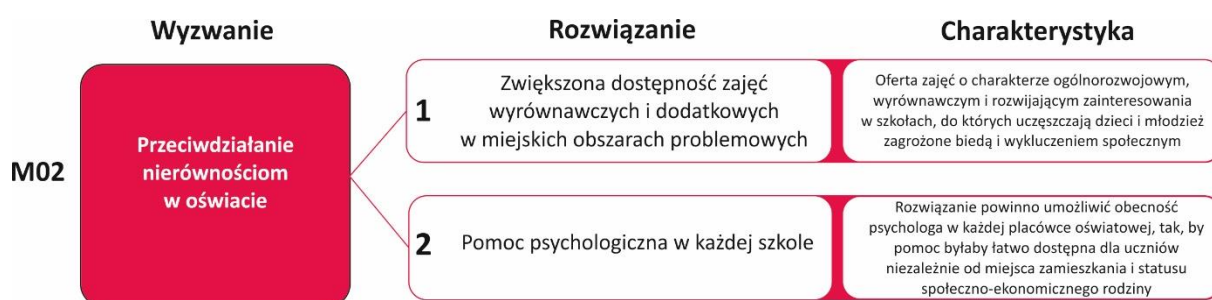 Wyzwanie
Rozwiązanie
Charakterystyka
M02
Przeciwdziałanie
nierównościom
w oświacie
1
Zwiększona dostępność zajęć
wyrównawczych i dodatkowych
w miejskich obszarach problemowych
Oferta zajęć o charakterze ogólnorozwojowym,
wyrównawczym i rozwijającym zainteresowania
w szkołach, do których uczęszczają dzieci i młodzież
zagrożone biedą i wykluczeniem społecznym
2
Pomoc psychologiczna w każdej szkole
Rozwiązanie powinno umożliwić obecność
psychologa w każdej placówce oświatowej, tak, by
pomoc byłaby łatwo dostępna dla uczniów
niezależnie od miejsca zamieszkania i statusu
społeczno-ekonomicznego rodziny